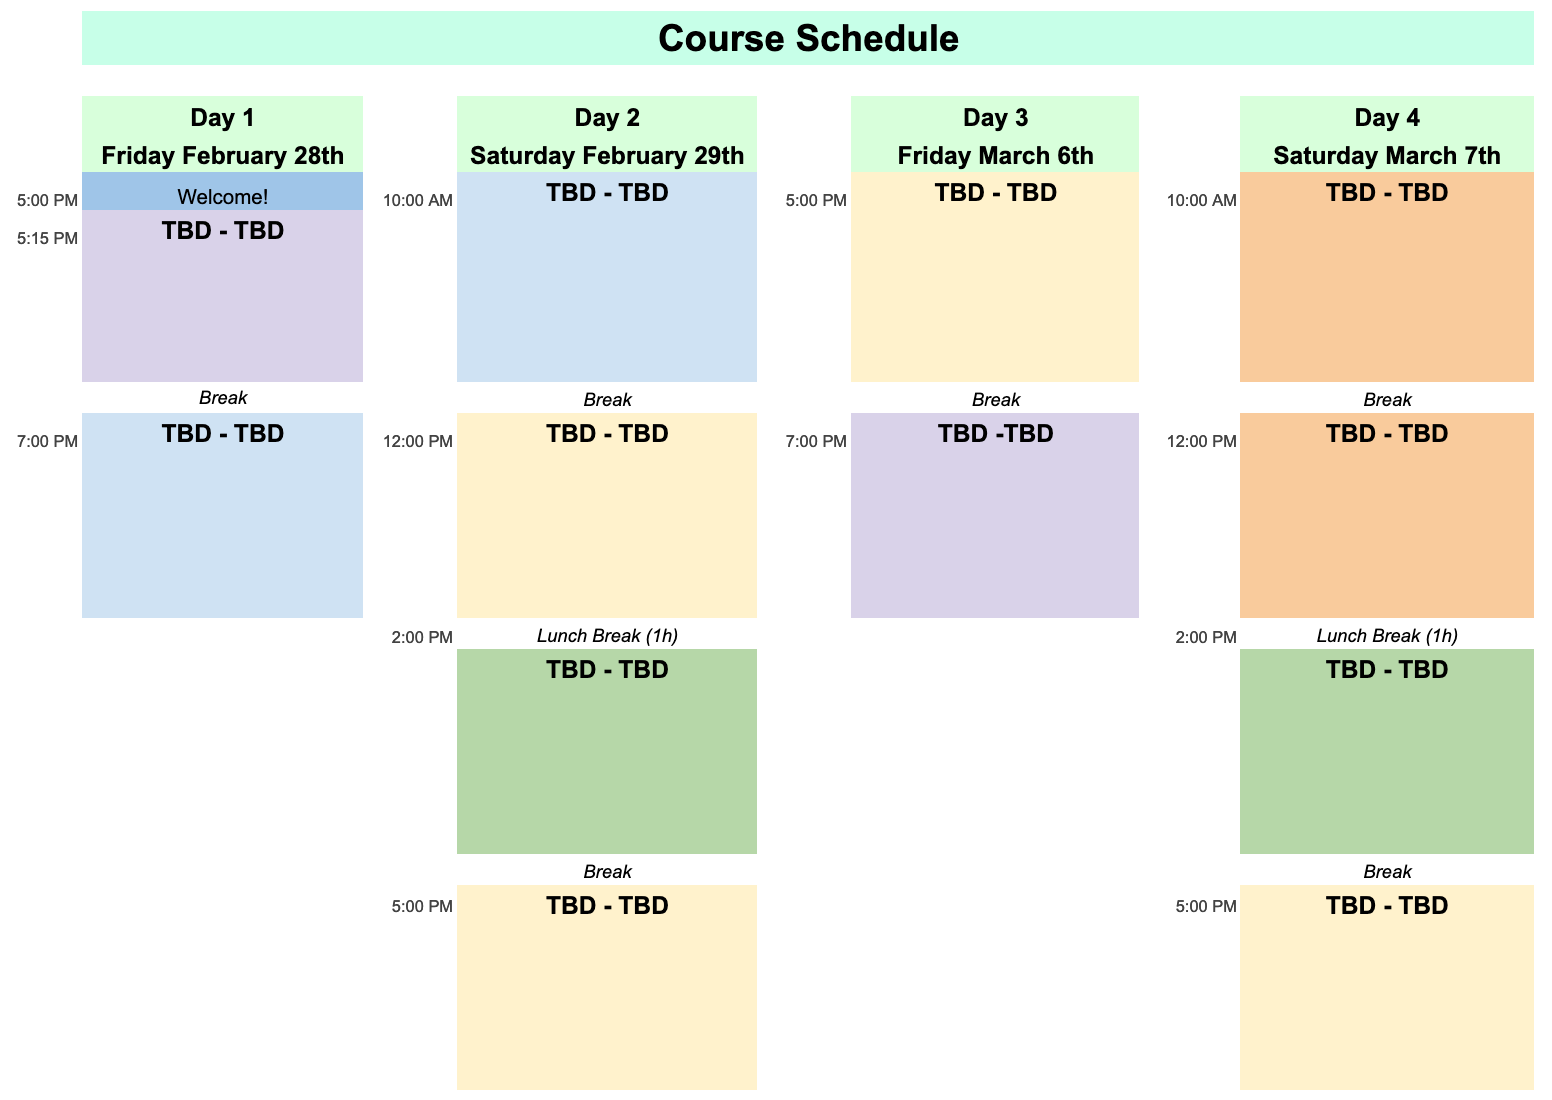 Course Schedule
Day 1
Friday February 28th
5:00 PM
Welcome!
5:15 PM
TBD - TBD
Break
7:00 PM
TBD - TBD
Day 2
Saturday February 29th
10:00 AM
TBD - TBD
Break
12:00 PM
TBD - TBD
2:00 PM
Lunch Break (1h)
TBD - TBD
Break
5:00 PM
TBD - TBD
Day 3
Friday March 6th
5:00 PM
TBD - TBD
Break
7:00 PM
TBD -TBD
Day 4
Saturday March 7th
10:00 AM
TBD - TBD
Break
12:00 PM
TBD - TBD
2:00 PM
Lunch Break (1h)
TBD - TBD
Break
5:00 PM
TBD - TBD